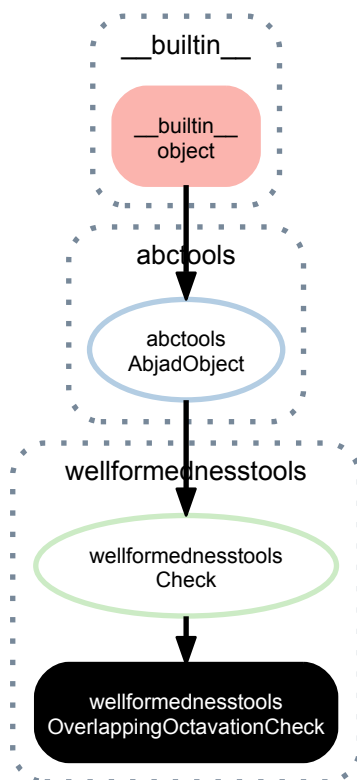 __builtin__
__builtin__
object
abctools
abctools
AbjadObject
wellformednesstools
wellformednesstools
Check
wellformednesstools
OverlappingOctavationCheck